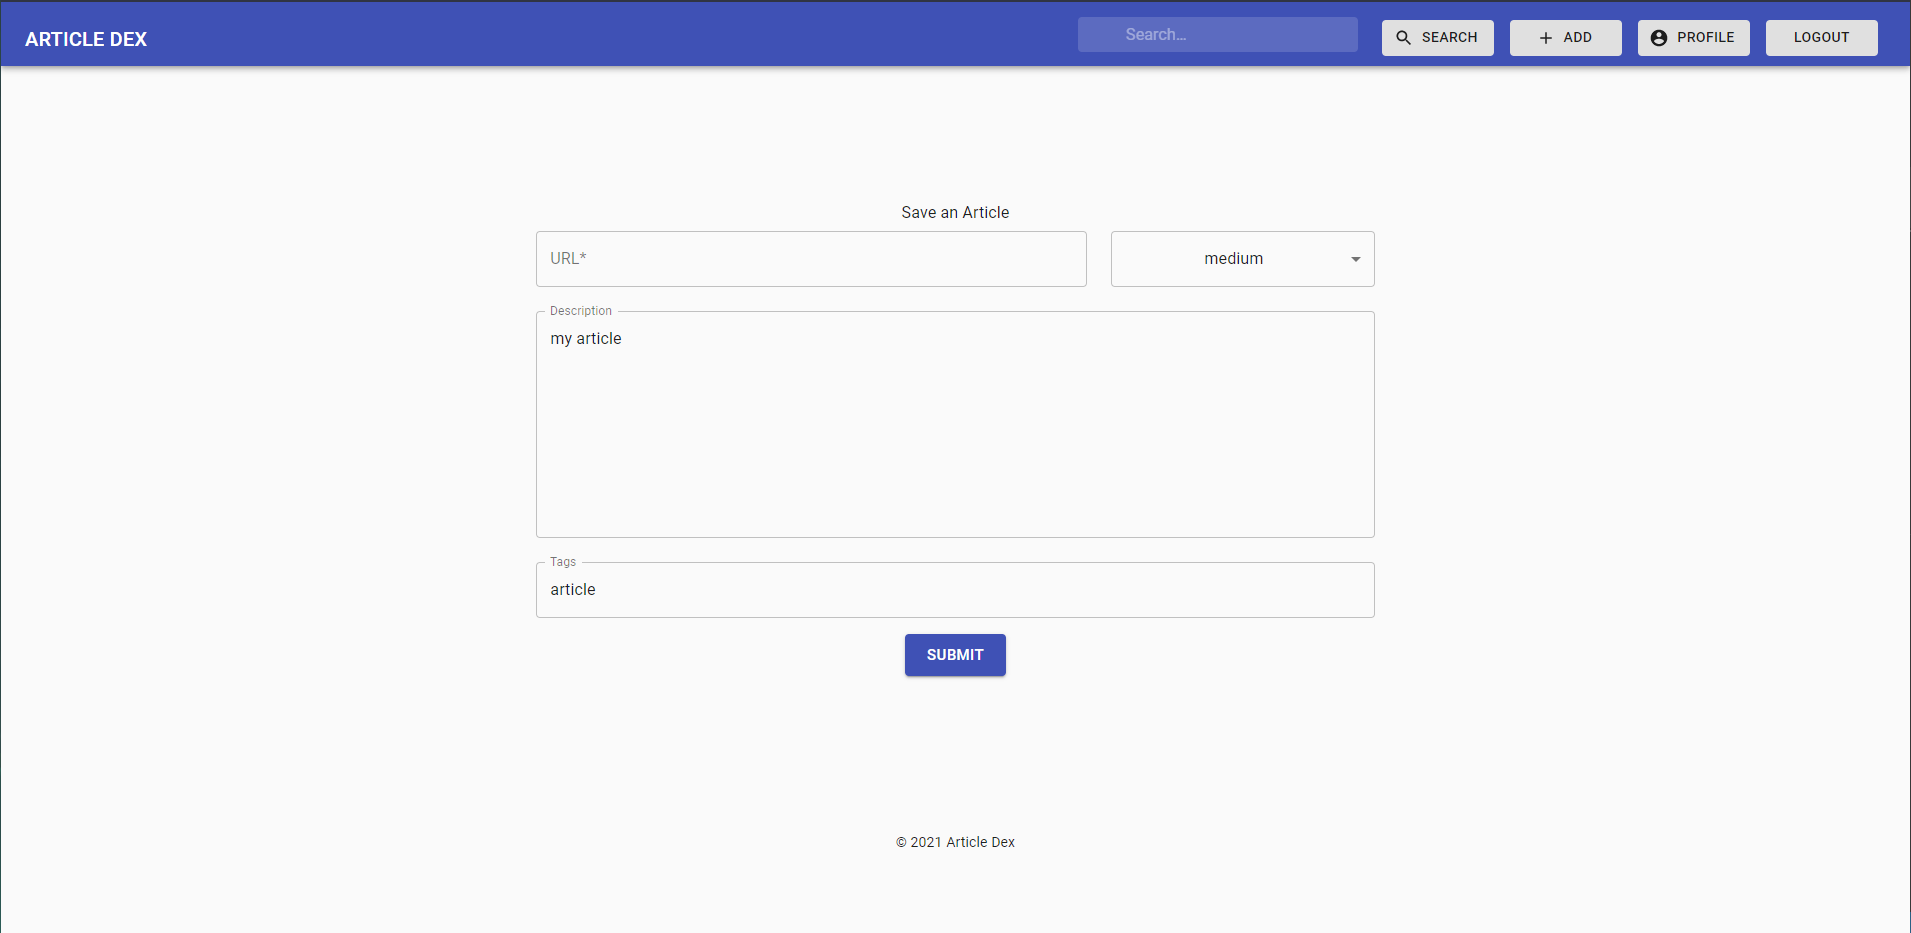 ARTICLE DEX
Search...
SEARCH
ADD
PROFILE
LOGOUT
Save an Article
URL*
medium
Description
my article
Tags
article
SUBMIT
© 2021 Article Dex